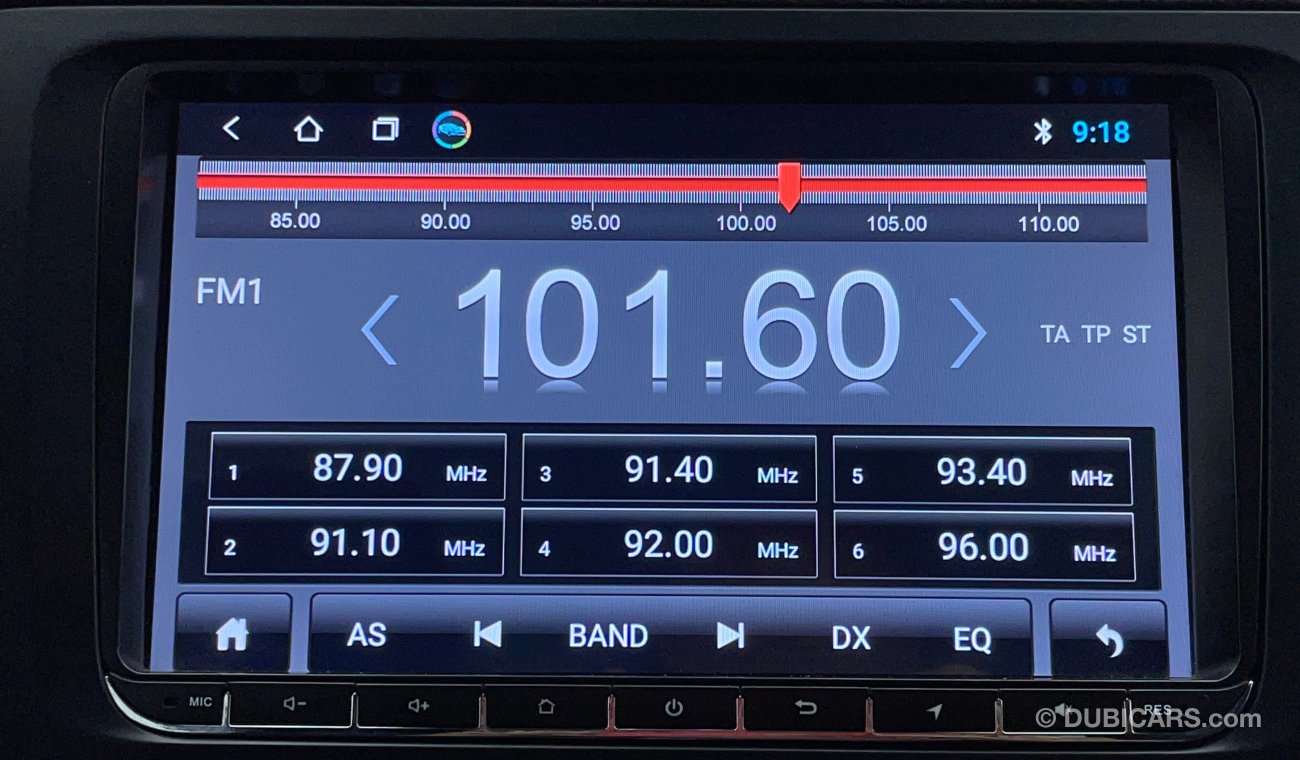 9:18
85.00 90.00 95.00 100.00 105.00 110.00
FM1
101.60
TA TP ST
1 87.90 MHz 3 91.40 MHz 5 93.40 MHz
2 91.10 MHz 4 92.00 MHz 6 96.00 MHz
AS BAND DX EQ
MIC RES
© DUBICARS.com